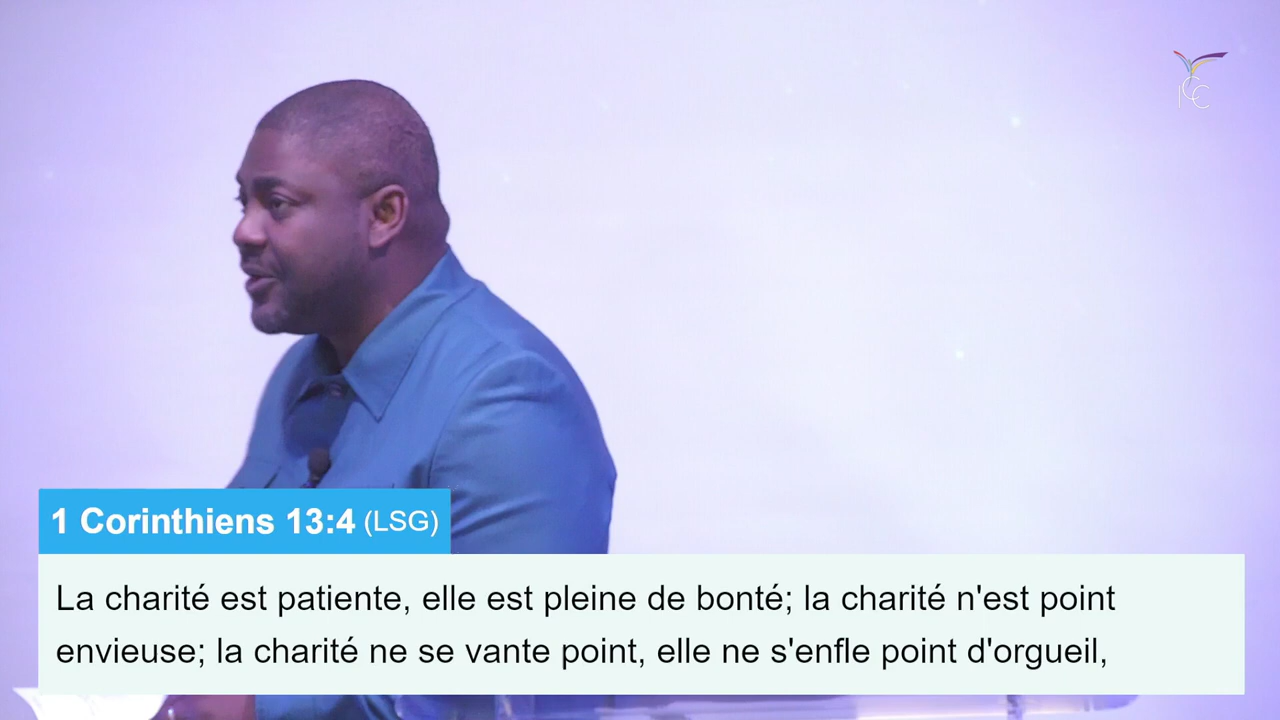 ICC
1 Corinthiens 13:4 (LSG)
La charité est patiente, elle est pleine de bonté; la charité n'est point
envieuse; la charité ne se vante point, elle ne s'enfle point d'orgueil,